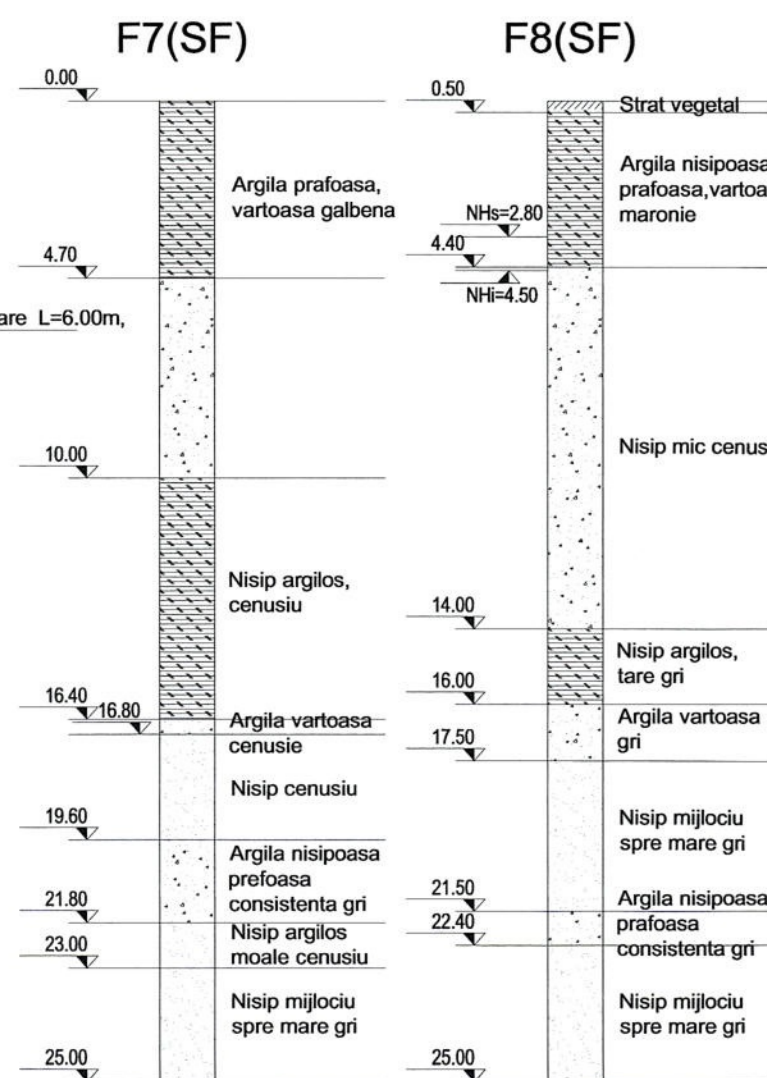 F7(SF)
0.00
Argila prafoasa,
vartoasa galbena
4.70
are L=6.00m,
10.00
Nisip argilos,
cenusiu
16.40
16.80
Argila vartoasa
cenusie
Nisip cenusiu
19.60
Argila nisipoasa
prefoasa
consistenta gri
21.80
Nisip argilos
moale cenusiu
23.00
Nisip mijlociu
spre mare gri
25.00
F8(SF)
0.50
Strat vegetal
Argila nisipoasa
prafoasa,vartoa
maronie
NHs=2.80
4.40
NHi=4.50
Nisip mic cenus
14.00
Nisip argilos,
tare gri
16.00
Argila vartoasa
gri
17.50
Nisip mijlociu
spre mare gri
21.50
Argila nisipoasa
prafoasa
consistenta gri
22.40
Nisip mijlociu
spre mare gri
25.00